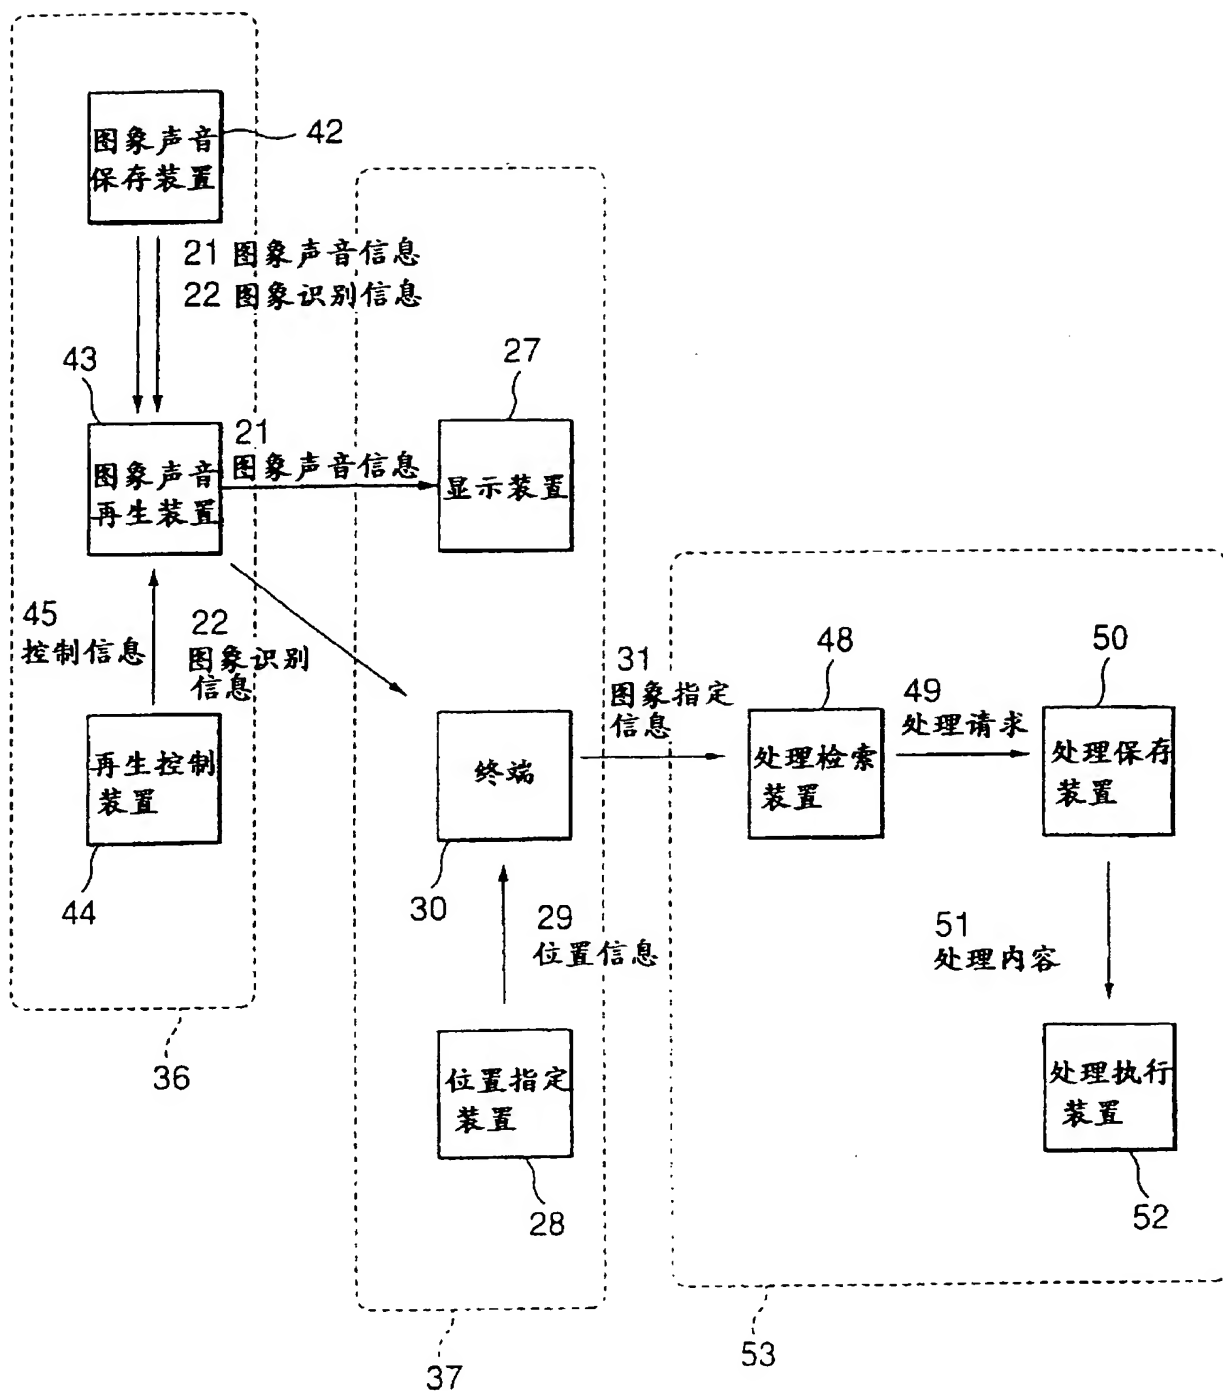 图象声音
保存装置
42
21 图象声音信息
22 图象识别信息
43
27
图象声音
再生装置
21
图象声音信息
显示装置
45
控制信息
22
图象识别
信息
31
图象指定
信息
48
49
处理请求
50
再生控制
装置
终端
处理检索
装置
处理保存
装置
44
30
29
位置信息
51
处理内容
36
位置指定
装置
处理执行
装置
28
52
53
37